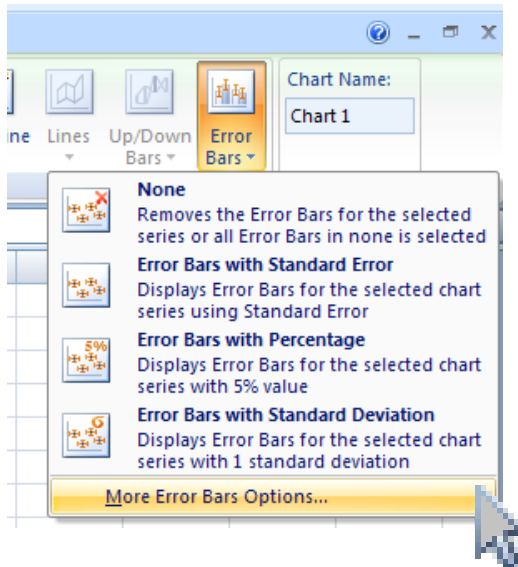 Chart Name:
Chart 1
ine Lines Up/Down Error
Bars Bars
None
Removes the Error Bars for the selected
series or all Error Bars in none is selected
Error Bars with Standard Error
Displays Error Bars for the selected chart
series using Standard Error
5%
Error Bars with Percentage
Displays Error Bars for the selected chart
series with 5% value
σ
Error Bars with Standard Deviation
Displays Error Bars for the selected chart
series with 1 standard deviation
More Error Bars Options...